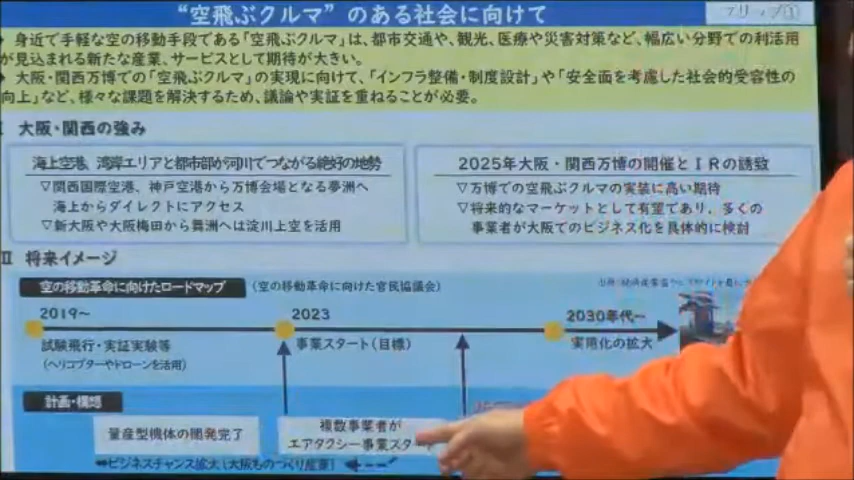 “空飛ぶクルマ”のある社会に向けて
フリップ①
身近で手軽な空の移動手段である「空飛ぶクルマ」は、都市交通や、観光、医療や災害対策など、幅広い分野での利活用
が見込まれる新たな産業、サービスとして期待が大きい。
大阪・関西万博での「空飛ぶクルマ」の実現に向けて、「インフラ整備・制度設計」や「安全面を考慮した社会的受容性の
向上」など、様々な課題を解決するため、議論や実証を重ねることが必要。
Ⅰ 大阪・関西の強み
海上空港、湾岸エリアと都市部が河川でつながる絶好の地勢
▽関西国際空港、神戸空港から万博会場となる夢洲へ
海上からダイレクトにアクセス
▽新大阪や大阪梅田から舞洲へは淀川上空を活用
2025年大阪・関西万博の開催とIRの誘致
▽万博での空飛ぶクルマの実装に高い期待
▽将来的なマーケットとして有望であり、多くの
事業者が大阪でのビジネス化を具体的に検討
Ⅱ 将来イメージ
空の移動革命に向けたロードマップ
(空の移動革命に向けた官民協議会)
2019~
2023
2030年代~
試験飛行・実証実験等
(ヘリコプターやドローンを活用)
事業スタート(目標)
実用化の拡大
計画・構想
量産型機体の開発完了
複数事業者が
エアタクシー事業スター
ビジネスチャンス拡大(大阪ものづくり産業)